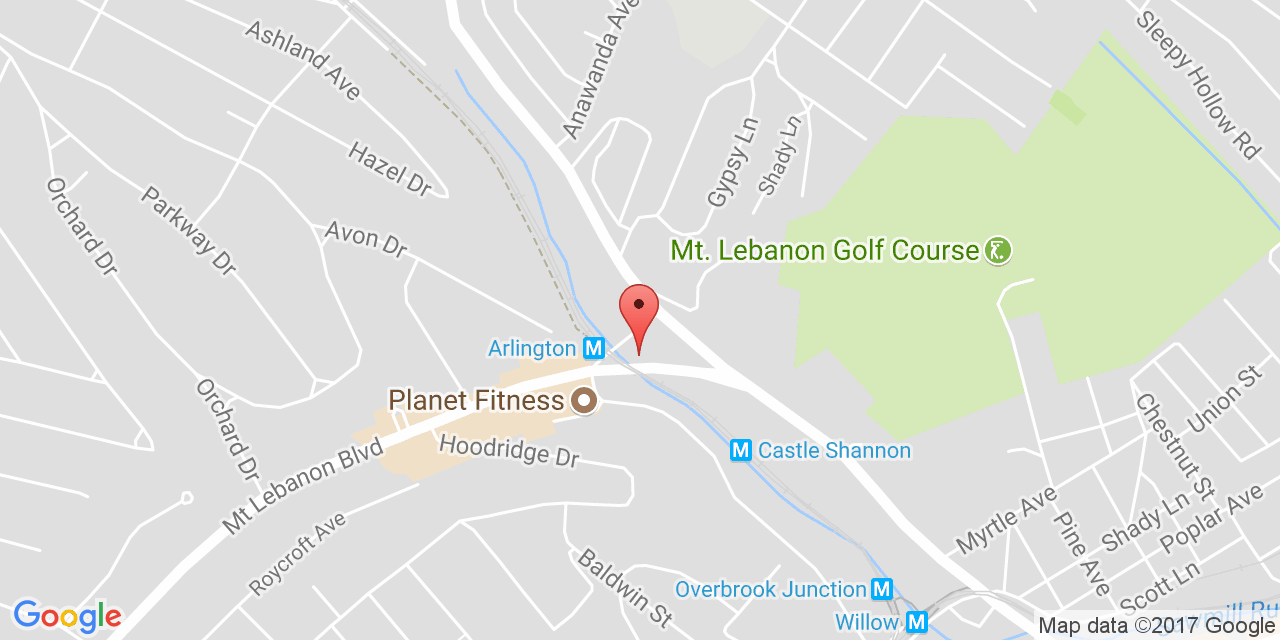 Ashland Ave
Anawanda Ave
Sleepy Hollow Rd
Hazel Dr
Gypsy Ln
Shady Ln
Orchard Dr
Parkway Dr
Avon Dr
Mt. Lebanon Golf Course
Arlington M
Planet Fitness
Orchard Dr
Hoodridge Dr
Mt Lebanon Blvd
M Castle Shannon
Union St
Chestnut St
Myrtle Ave
Shady Ln
Poplar Ave
Pine Ave
Roycroft Ave
Baldwin St
Scott Ln
Overbrook Junction M
Willow M
Google
Map data ©2017 Google